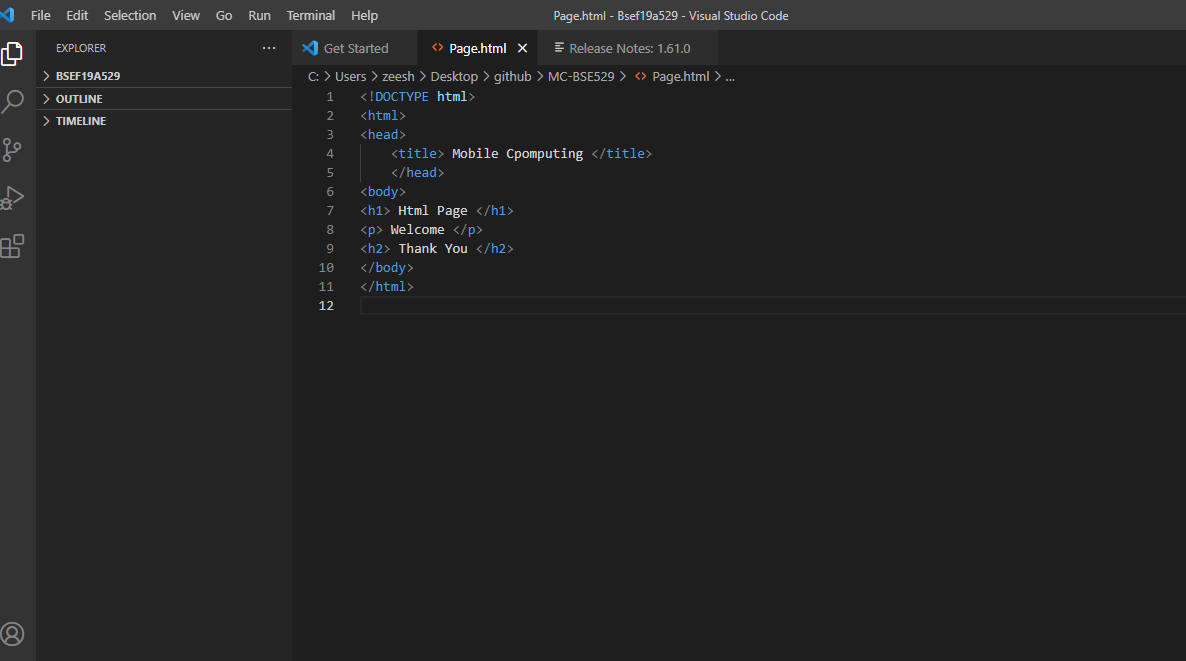 File Edit Selection View Go Run Terminal Help Page.html - Bsef19a529 - Visual Studio Code
EXPLORER ...
BSEF19A529
OUTLINE
TIMELINE
Get Started Page.html Release Notes: 1.61.0
C: > Users > zeesh > Desktop > github > MC-BSE529 > Page.html > ...
1 <!DOCTYPE html>
2 <html>
3 <head>
4 <title> Mobile Cpomputing </title>
5 </head>
6 <body>
7 <h1> Html Page </h1>
8 <p> Welcome </p>
9 <h2> Thank You </h2>
10 </body>
11 </html>
12